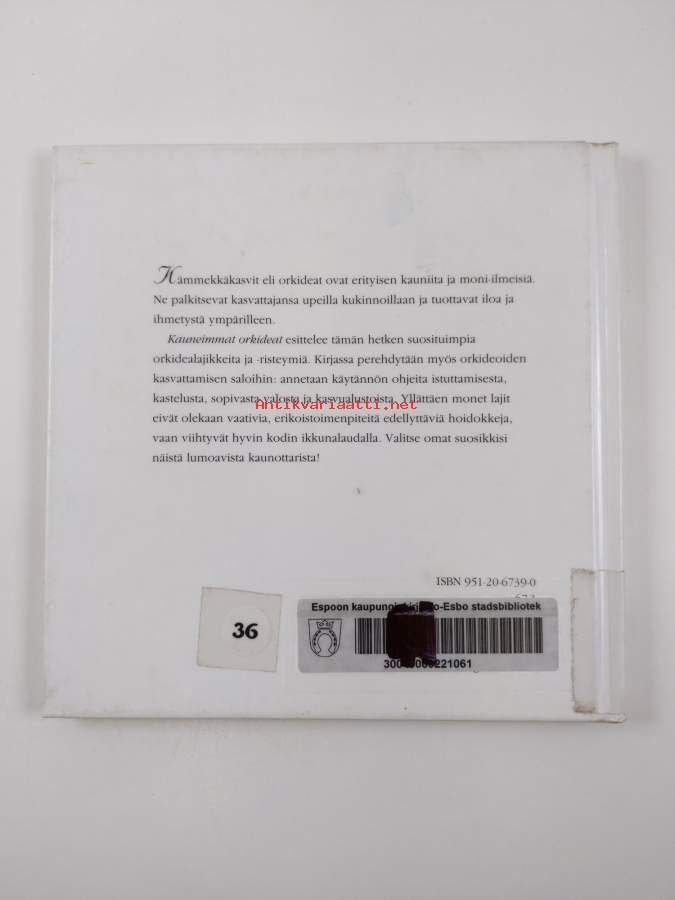 Hämmekkäkasvit eli orkideat ovat erityisen kauniita ja moni-ilmeisiä.
Ne palkitsevat kasvattajansa upeilla kukinnoillaan ja tuottavat iloa ja
ihmetystä ympärilleen.
Kauneimmat orkideat esittelee tämän hetken suosituimpia
orkidealajikkeita ja -risteymiä. Kirjassa perehdytään myös orkideoiden
kasvattamisen saloihin: annetaan käytännön ohjeita istuttamisesta,
kastelusta, sopivasta valosta ja kasvualustoista. Yllättäen monet lajit
Antikvariaatti.net
eivät olekaan vaativia, erikoistoimenpiteitä edellyttäviä hoidokkeja,
vaan viihtyvät hyvin kodin ikkunalaudalla. Valitse omat suosikkisi
näistä lumoavista kaunottarista!
ISBN 951-20-6739-0
Espoon -Esbo stadsbibliotek
36
221061